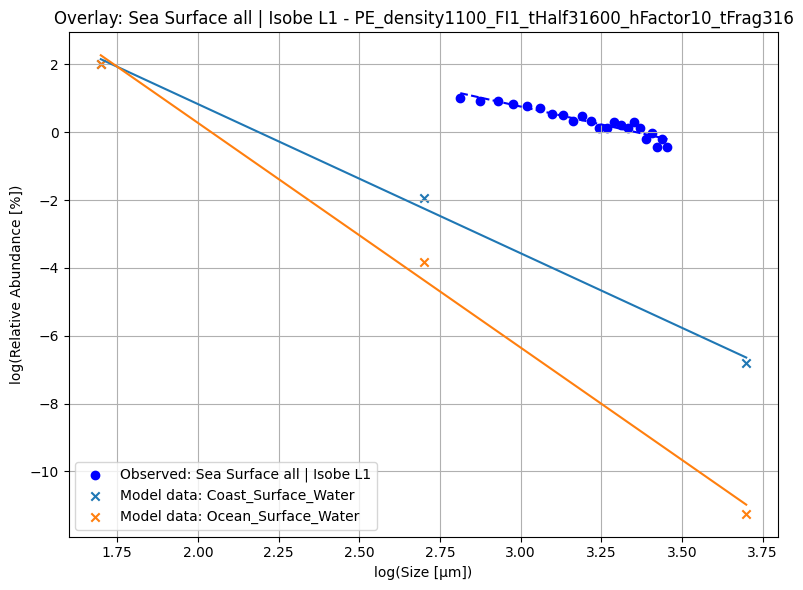 Overlay: Sea Surface all | Isobe L1 - PE_density1100_FI1_tHalf31600_hFactor10_tFrag316
log(Relative Abundance [%])
2
0
−2
−4
−6
−8
−10
Observed: Sea Surface all | Isobe L1
Model data: Coast_Surface_Water
Model data: Ocean_Surface_Water
1.75 2.00 2.25 2.50 2.75 3.00 3.25 3.50 3.75
log(Size [µm])